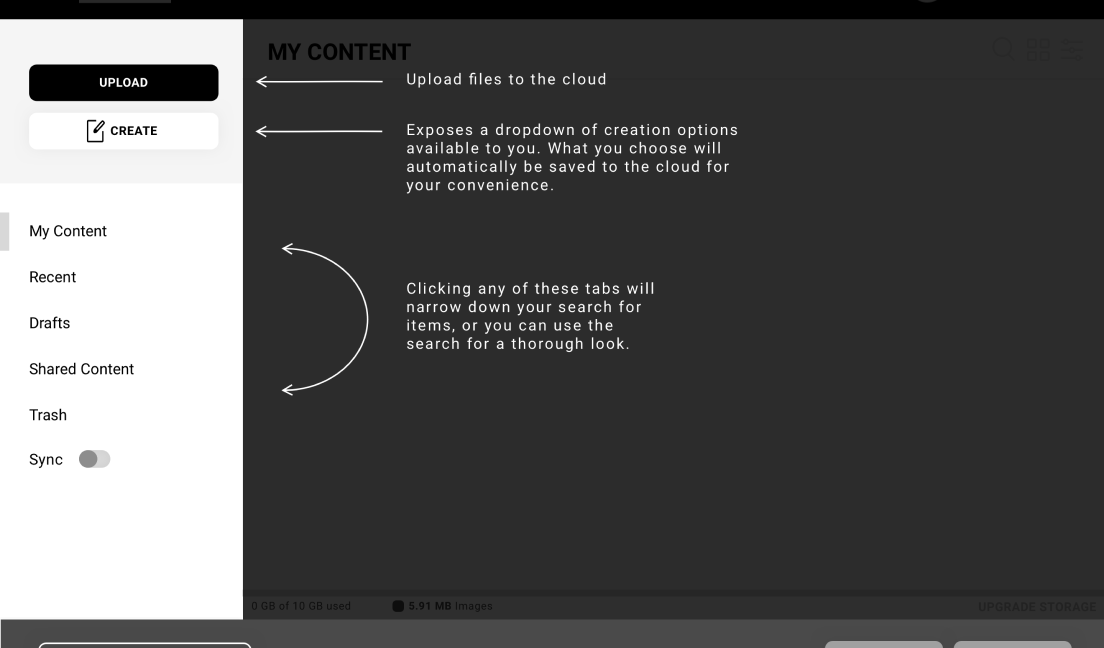 MY CONTENT
UPLOAD
Upload files to the cloud
CREATE
Exposes a dropdown of creation options
available to you. What you choose will
automatically be saved to the cloud for
your convenience.
My Content
Recent
Drafts
Shared Content
Trash
Sync
Clicking any of these tabs will
narrow down your search for
items, or you can use the
search for a thorough look.
0 GB of 10 GB used
5.91 MB Images
UPGRADE STORAGE